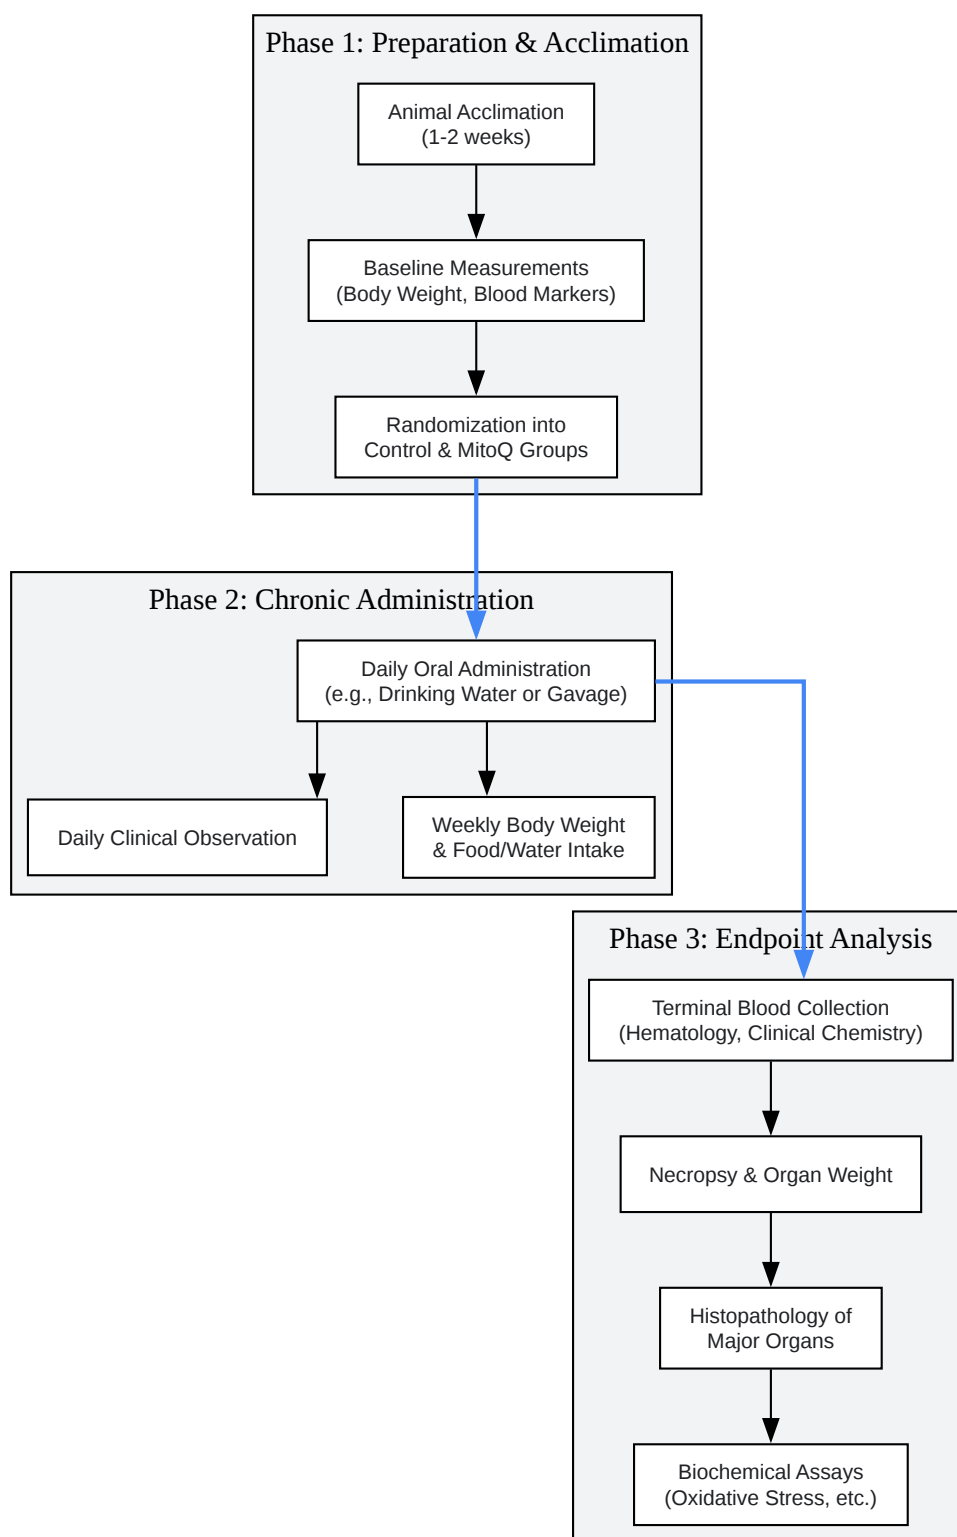 Phase 1: Preparation & Acclimation
Animal Acclimation
(1-2 weeks)
Baseline Measurements
(Body Weight, Blood Markers)
Randomization into
Control & MitoQ Groups
Phase 2: Chronic Administration
Daily Oral Administration
(e.g., Drinking Water or Gavage)
Daily Clinical Observation
Weekly Body Weight
& Food/Water Intake
Phase 3: Endpoint Analysis
Terminal Blood Collection
(Hematology, Clinical Chemistry)
Necropsy & Organ Weight
Histopathology of
Major Organs
Biochemical Assays
(Oxidative Stress, etc.)